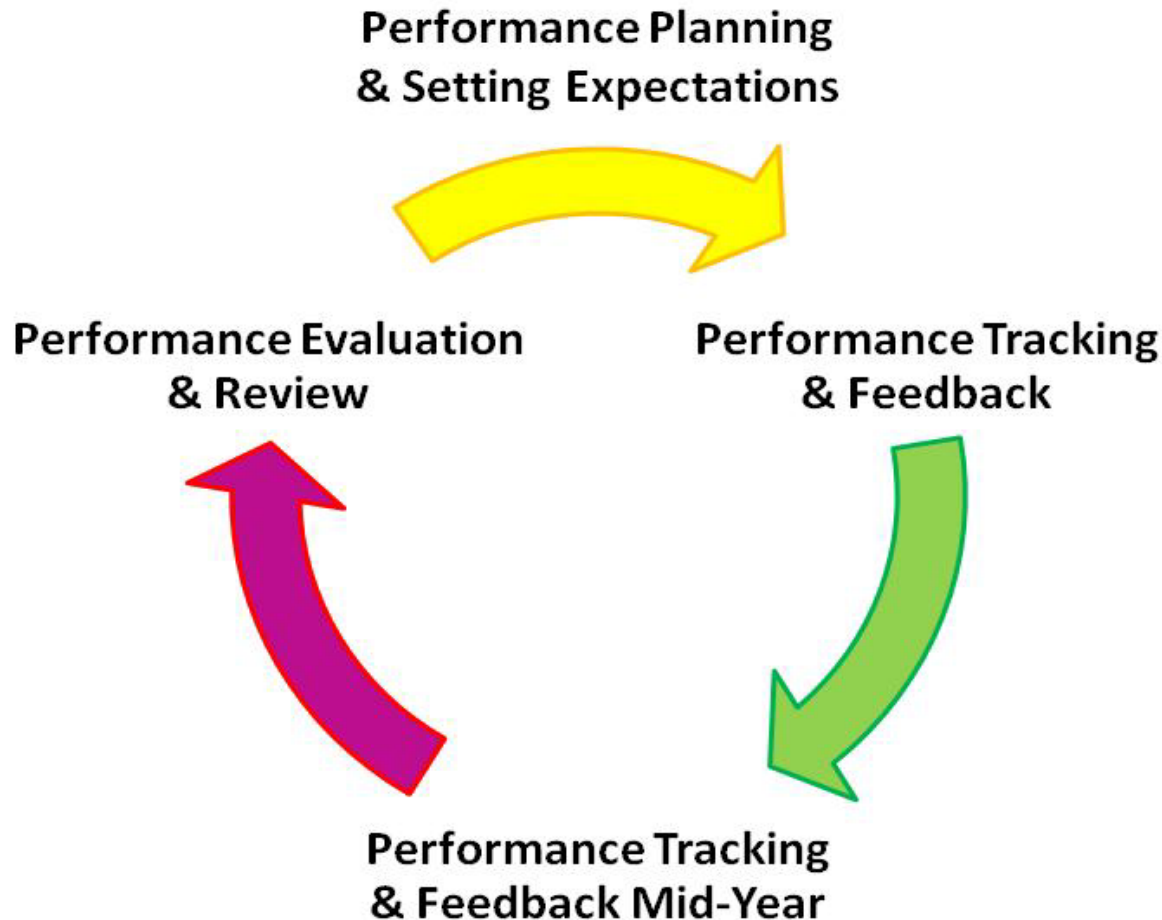 Performance Planning
& Setting Expectations
Performance Evaluation
& Review
Performance Tracking
& Feedback
Performance Tracking
& Feedback Mid-Year